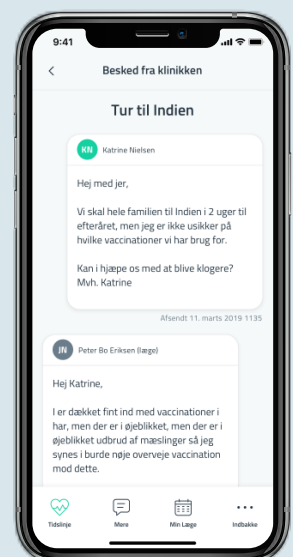 9:41
Besked fra klinikken
Tur til Indien
KN Katrine Nielsen
Hej med jer,
Vi skal hele familien til Indien i 2 uger til
efteråret, men jeg er ikke usikker på
hvilke vaccinationer vi har brug for.
Kan i hjæpe os med at blive klogere?
Mvh. Katrine
Afsendt 11. marts 2019 1135
JN Peter Bo Eriksen (læge)
Hej Katrine,
I er dækket fint ind med vaccinationer i
har, men der er i øjeblikket, men der er i
øjeblikket udbrud af mæslinger så jeg
synes i burde nøje overveje vaccination
mod dette.
Tidslinje Mere Min Læge Indbakke